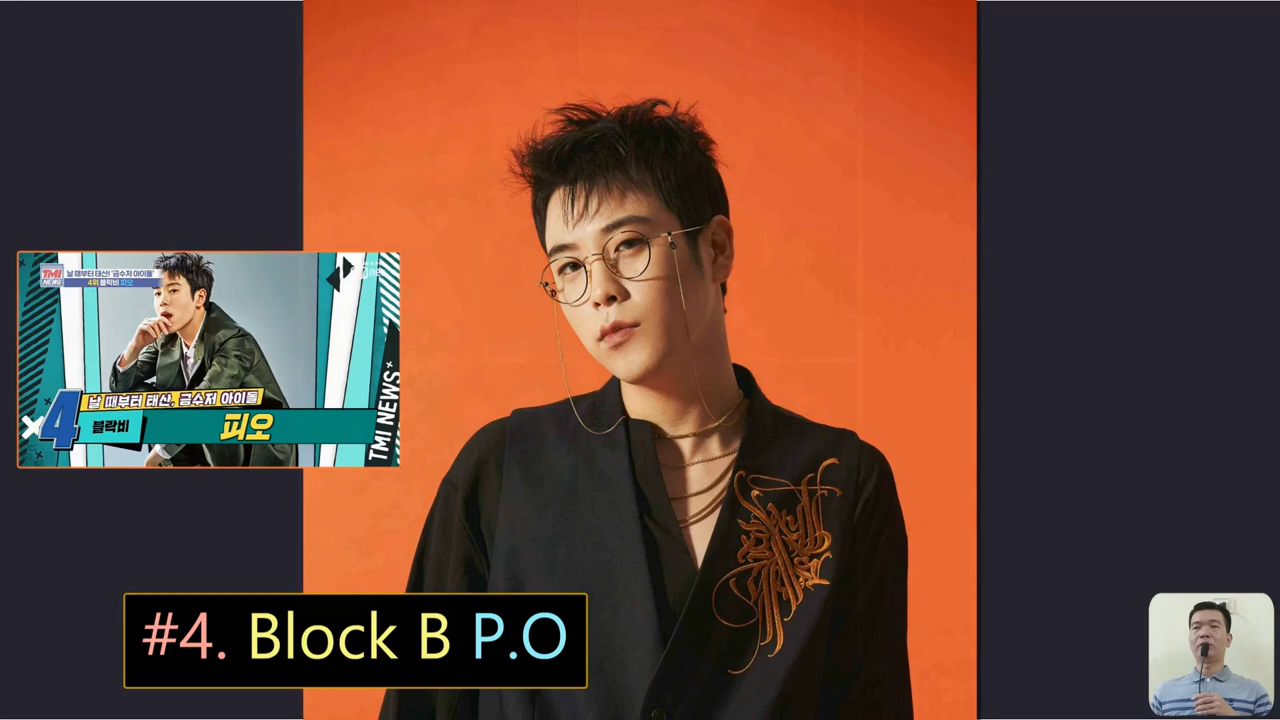 TMI
NEWS
날 때부터 태산! '금수저 아이돌'
4위 블락비 피오
날 때부터 태산, 금수저 아이돌
4
블락비
피오
TMI NEWS
#4. Block B P.O